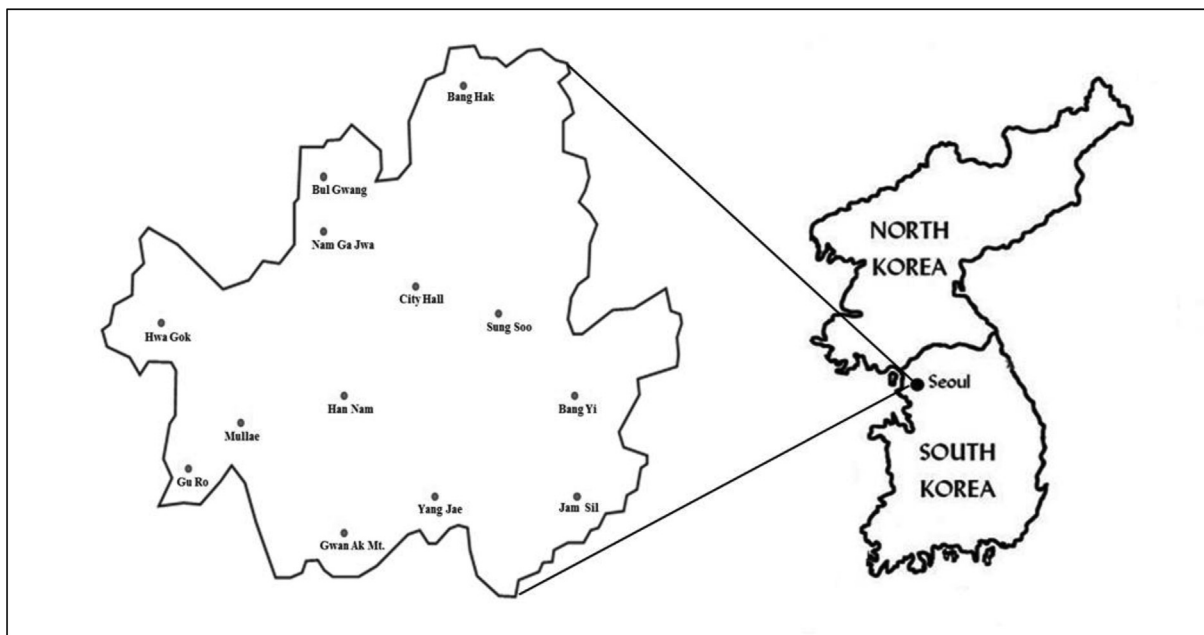 Bang Hak
Bul Gwang
Nam Ga Jwa
City Hall
Sung Soo
Hwa Gok
Han Nam
Bang Yi
Mullae
Gu Ro
Yang Jae
Jam Sil
Gwan Ak Mt.
NORTH
KOREA
Seoul
SOUTH
KOREA